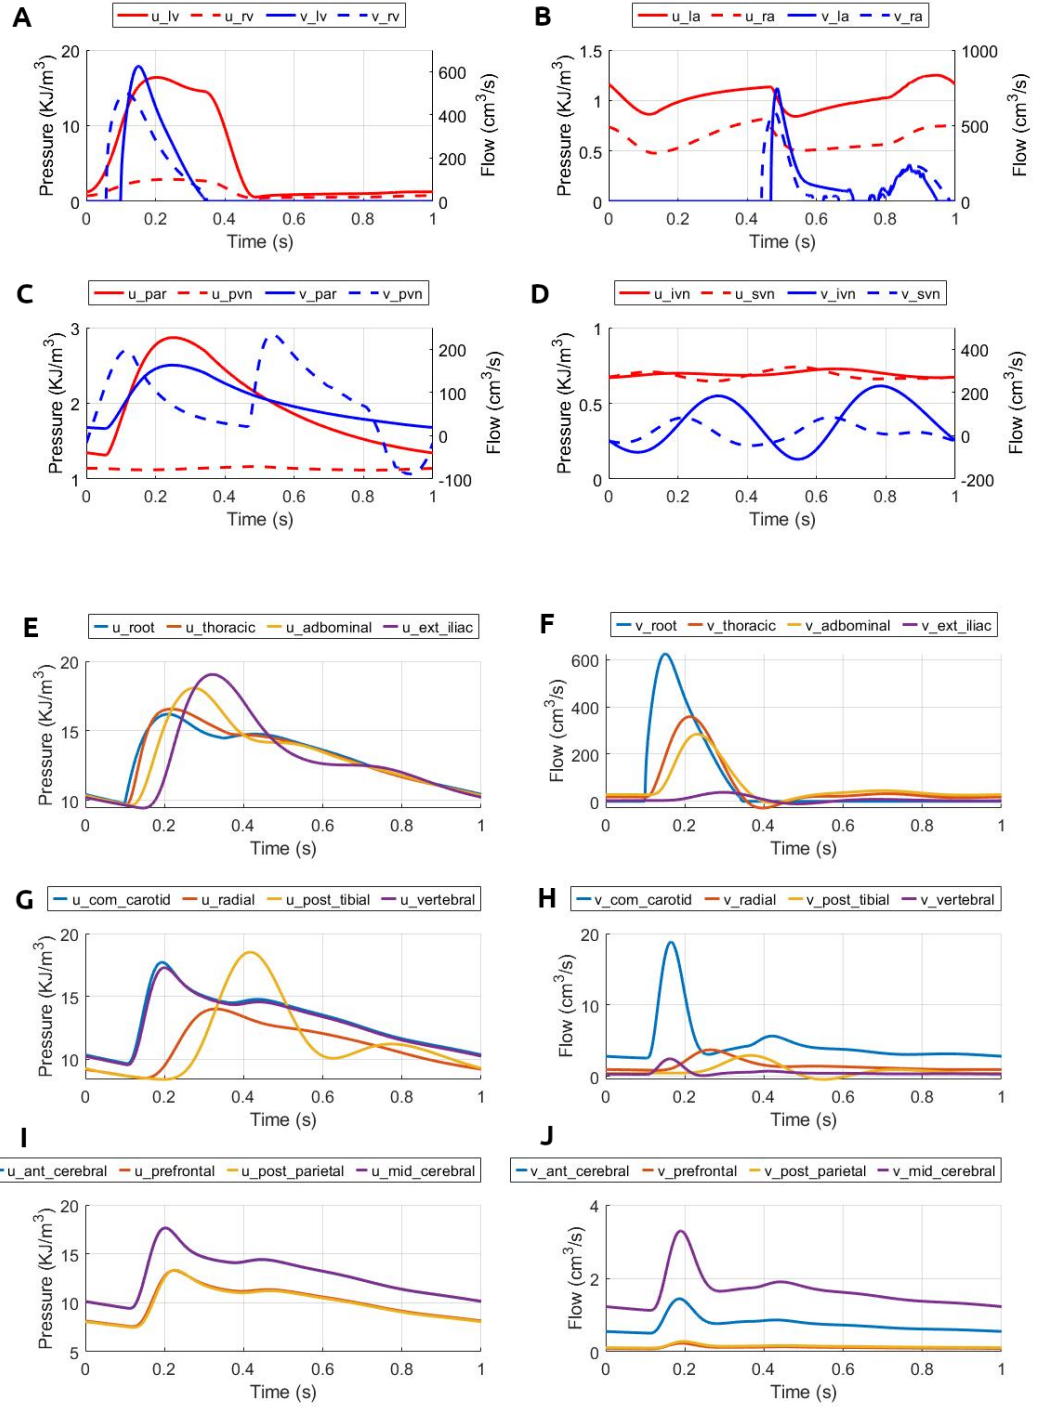 A
u_lv u_rv v_lv v_rv
20
10
0
Pressure (KJ/m³)
600
400
200
0
Flow (cm³/s)
0 0.2 0.4 0.6 0.8 1
Time (s)
B
u_la u_ra v_la v_ra
1.5
1
0.5
0
Pressure (KJ/m³)
1000
500
0
Flow (cm³/s)
0 0.2 0.4 0.6 0.8 1
Time (s)
C
u_par u_pvn v_par v_pvn
3
2
1
Pressure (KJ/m³)
200
100
0
-100
Flow (cm³/s)
0 0.2 0.4 0.6 0.8 1
Time (s)
D
u_ivn u_svn v_ivn v_svn
1
0.5
0
Pressure (KJ/m³)
400
200
0
-200
Flow (cm³/s)
0 0.2 0.4 0.6 0.8 1
Time (s)
E
u_root u_thoracic u_adbominal u_ext_iliac
20
15
10
Pressure (KJ/m³)
0 0.2 0.4 0.6 0.8 1
Time (s)
F
v_root v_thoracic v_adbominal v_ext_iliac
600
400
200
0
Flow (cm³/s)
0 0.2 0.4 0.6 0.8 1
Time (s)
G
u_com_carotid u_radial u_post_tibial u_vertebral
20
15
10
Pressure (KJ/m³)
0 0.2 0.4 0.6 0.8 1
Time (s)
H
v_com_carotid v_radial v_post_tibial v_vertebral
20
10
0
Flow (cm³/s)
0 0.2 0.4 0.6 0.8 1
Time (s)
I
u_ant_cerebral u_prefrontal u_post_parietal u_mid_cerebral
20
15
10
5
Pressure (KJ/m³)
0 0.2 0.4 0.6 0.8 1
Time (s)
J
v_ant_cerebral v_prefrontal v_post_parietal v_mid_cerebral
4
2
0
Flow (cm³/s)
0 0.2 0.4 0.6 0.8 1
Time (s)